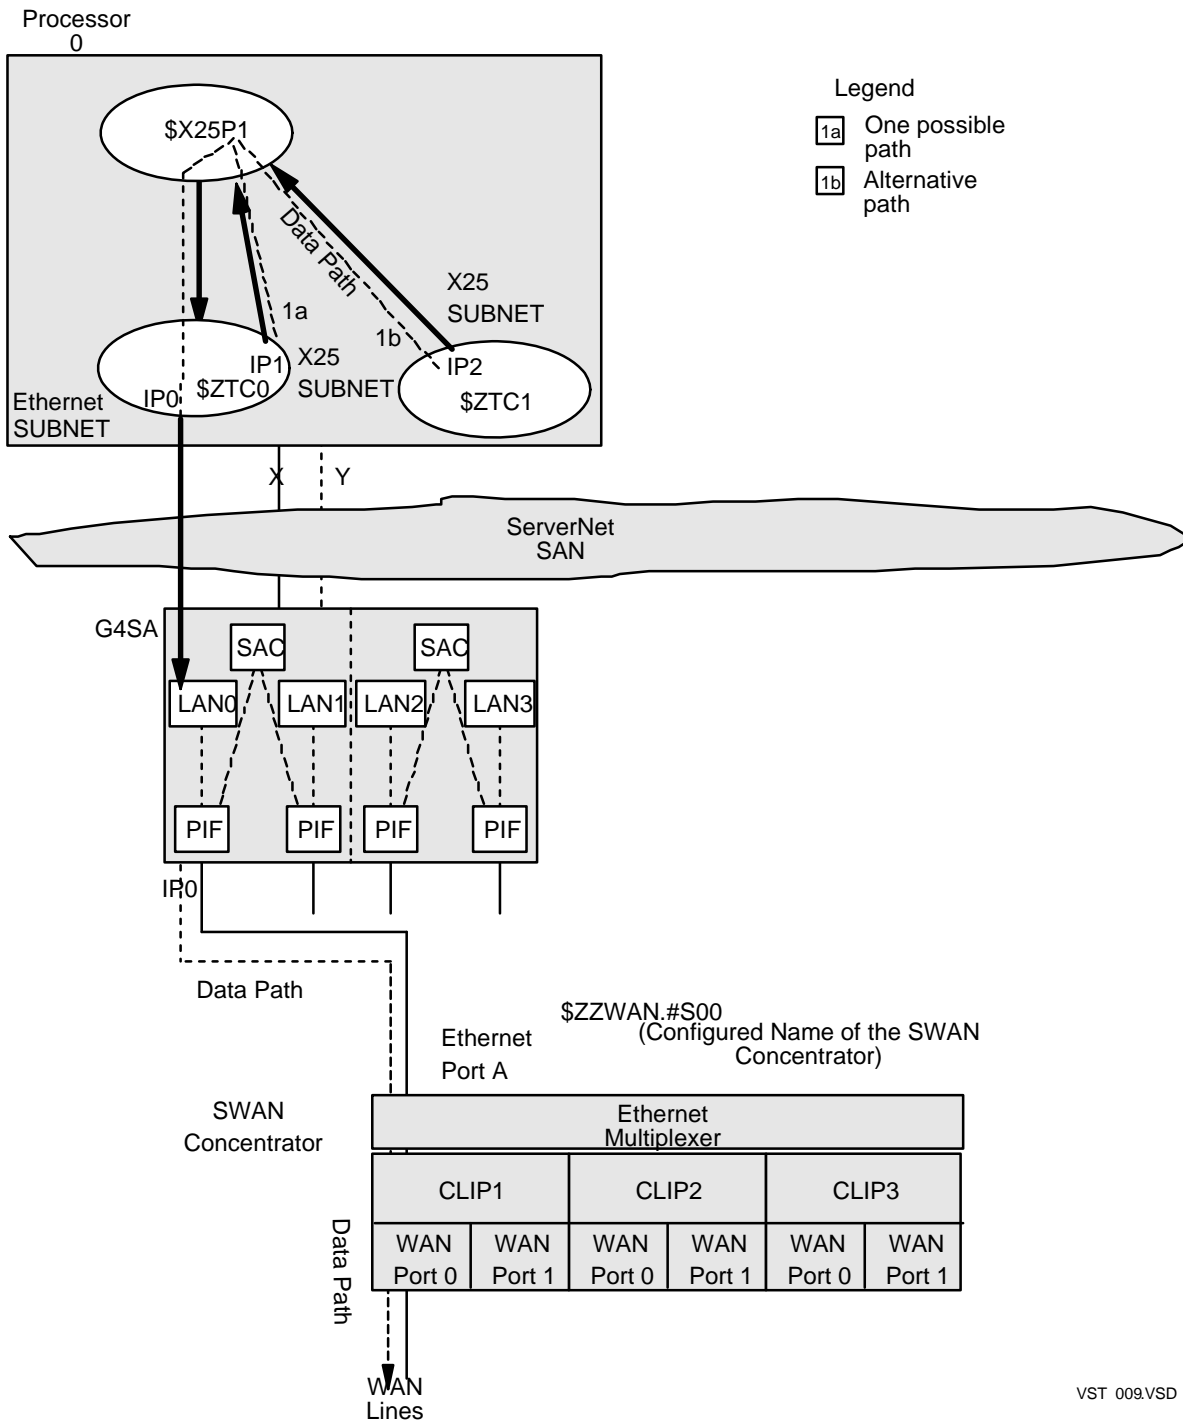 Processor
0
Legend
1a One possible
path
1b Alternative
path
$X25P1
Data Path
X25
SUBNET
1a
1b
IP1
X25
SUBNET
IP2
$ZTC0
$ZTC1
IP0
Ethernet
SUBNET
X
Y
ServerNet
SAN
G4SA
SAC
SAC
LAN0
LAN1
LAN2
LAN3
PIF
PIF
PIF
PIF
IP0
Data Path
$ZZWAN.#S00
(Configured Name of the SWAN
Concentrator)
Ethernet
Port A
SWAN
Concentrator
Ethernet
Multiplexer
CLIP1
CLIP2
CLIP3
Data Path
WAN
Port 0
WAN
Port 1
WAN
Port 0
WAN
Port 1
WAN
Port 0
WAN
Port 1
WAN
Lines
VST 009.VSD